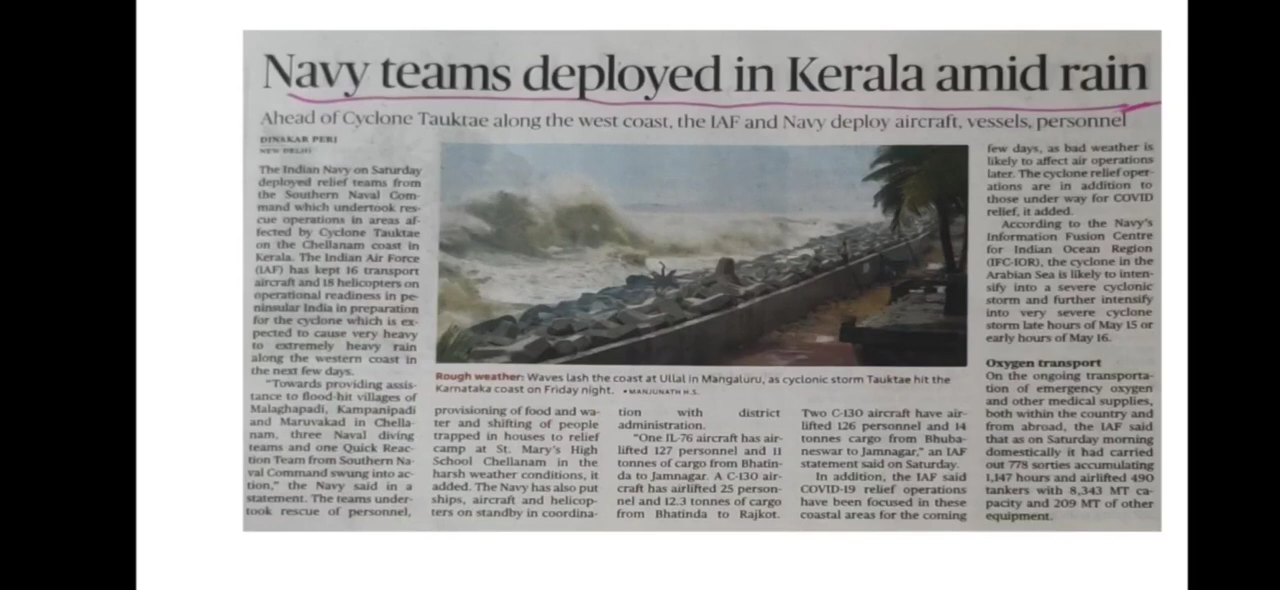 Navy teams deployed in Kerala amid rain
Ahead of Cyclone Tauktae along the west coast, the IAF and Navy deploy aircraft, vessels, personnel
DINAKAR PERI
NEW DELHI
The Indian Navy on Saturday
deployed relief teams from
the Southern Naval Com-
mand which undertook res-
cue operations in areas af-
fected by Cyclone Tauktae
on the Chellanam coast in
Kerala. The Indian Air Force
(IAF) has kept 16 transport
aircraft and 18 helicopters on
operational readiness in pe-
ninsular India in preparation
for the cyclone which is ex-
pected to cause very heavy
to extremely heavy rain
along the western coast in
the next few days.
"Towards providing assis-
tance to flood-hit villages of
Malaghapadi, Kampanipadi
and Maruvakad in Chella-
nam, three Naval diving
teams and one Quick Reac-
tion Team from Southern Na-
val Command swung into ac-
tion," the Navy said in a
statement. The teams under-
took rescue of personnel,
Rough weather: Waves lash the coast at Ullal in Mangaluru, as cyclonic storm Tauktae hit the
Karnataka coast on Friday night. • MANJUNATH H.S.
provisioning of food and wa-
ter and shifting of people
trapped in houses to relief
camp at St. Mary's High
School Chellanam in the
harsh weather conditions, it
added. The Navy has also put
ships, aircraft and helicop-
ters on standby in coordina-
tion with district
administration.
"One IL-76 aircraft has air-
lifted 127 personnel and 11
tonnes of cargo from Bhatin-
da to Jamnagar. A C-130 air-
craft has airlifted 25 person-
nel and 12.3 tonnes of cargo
from Bhatinda to Rajkot.
Two C-130 aircraft have air-
lifted 126 personnel and 14
tonnes cargo from Bhuba-
neswar to Jamnagar," an IAF
statement said on Saturday.
In addition, the IAF said
COVID-19 relief operations
have been focused in these
coastal areas for the coming
few days, as bad weather is
likely to affect air operations
later. The cyclone relief oper-
ations are in addition to
those under way for COVID
relief, it added.
According to the Navy's
Information Fusion Centre
for Indian Ocean Region
(IFC-IOR), the cyclone in the
Arabian Sea is likely to inten-
sify into a severe cyclonic
storm and further intensify
into very severe cyclone
storm late hours of May 15 or
early hours of May 16.
Oxygen transport
On the ongoing transporta-
tion of emergency oxygen
and other medical supplies,
both within the country and
from abroad, the IAF said
that as on Saturday morning
domestically it had carried
out 778 sorties accumulating
1,147 hours and airlifted 490
tankers with 8,343 MT ca-
pacity and 209 MT of other
equipment.